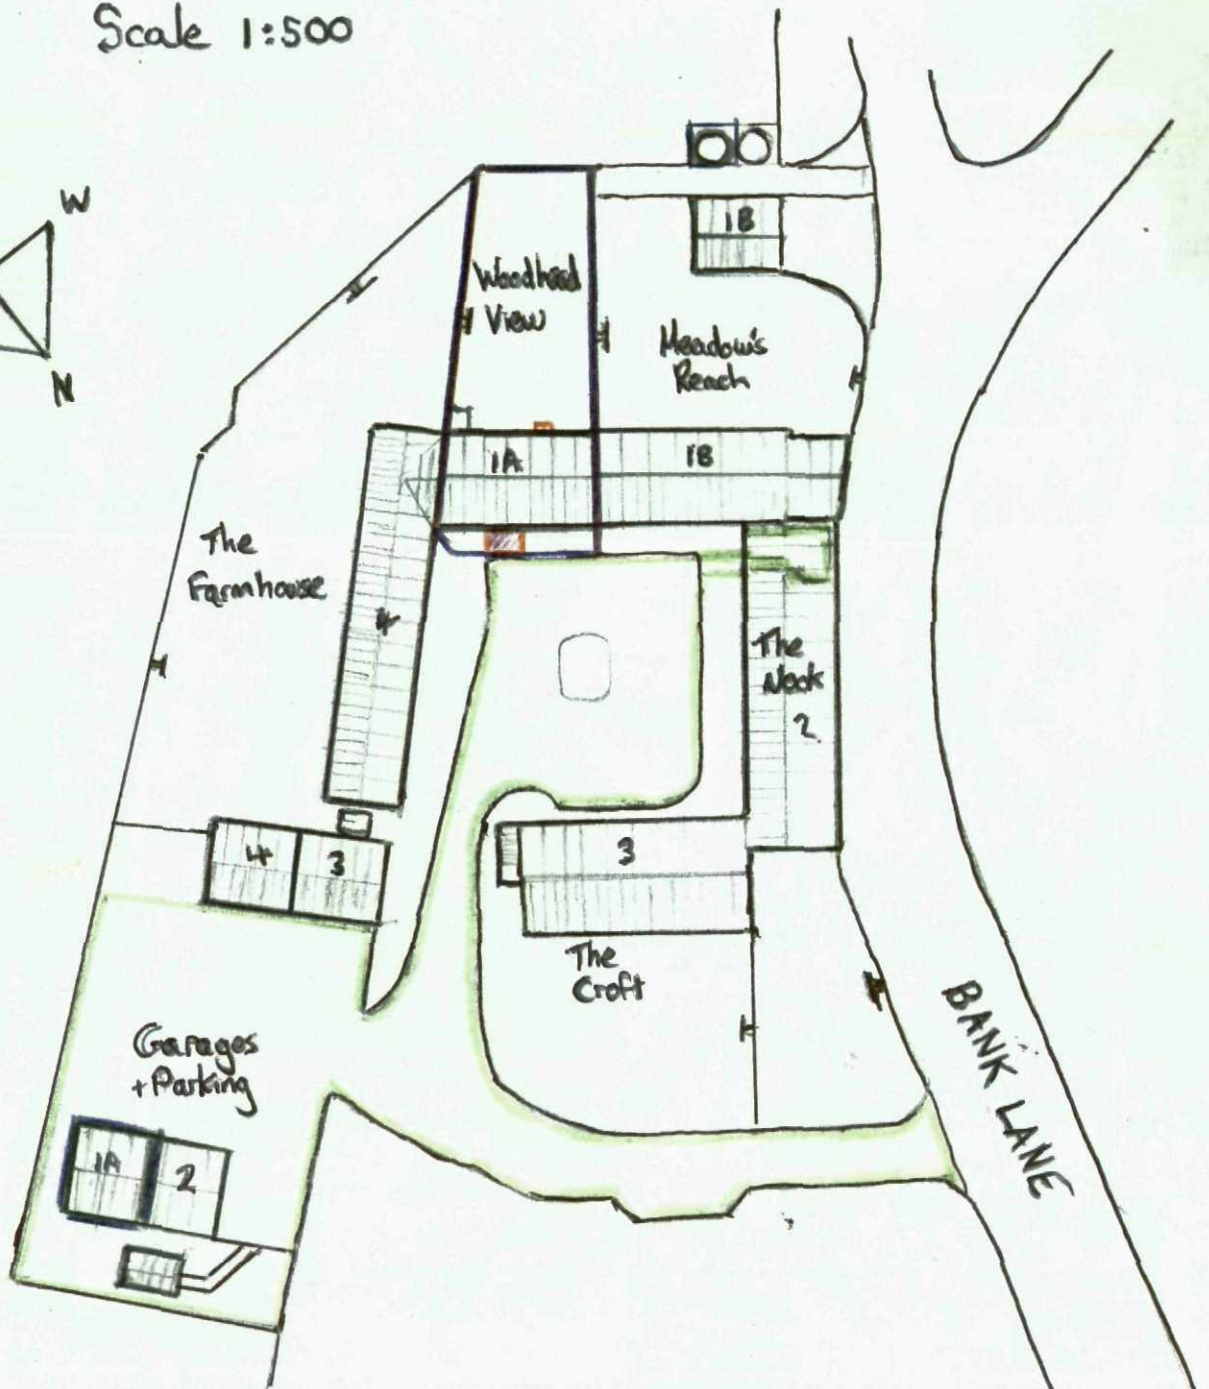 Scale 1:500
W
N
1B
Woodhead
View
Meadow's
Reach
1A
1B
The
Farmhouse
4
The
Nook
2
4
3
3
The
Croft
Garages
+ Parking
BANK LANE
1A
2